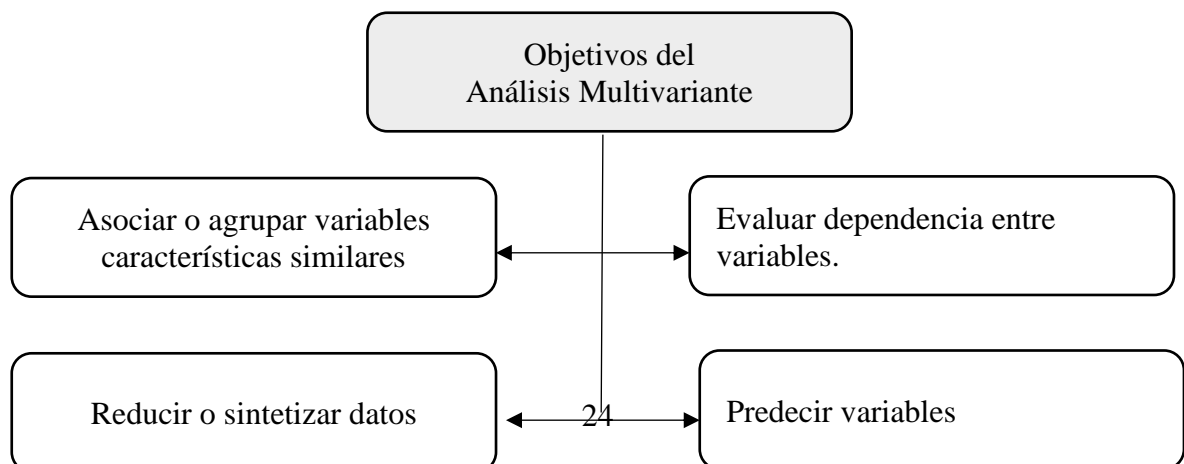 Objetivos del
Análisis Multivariante
Asociar o agrupar variables
características similares
Evaluar dependencia entre
variables.
Reducir o sintetizar datos
24
Predecir variables